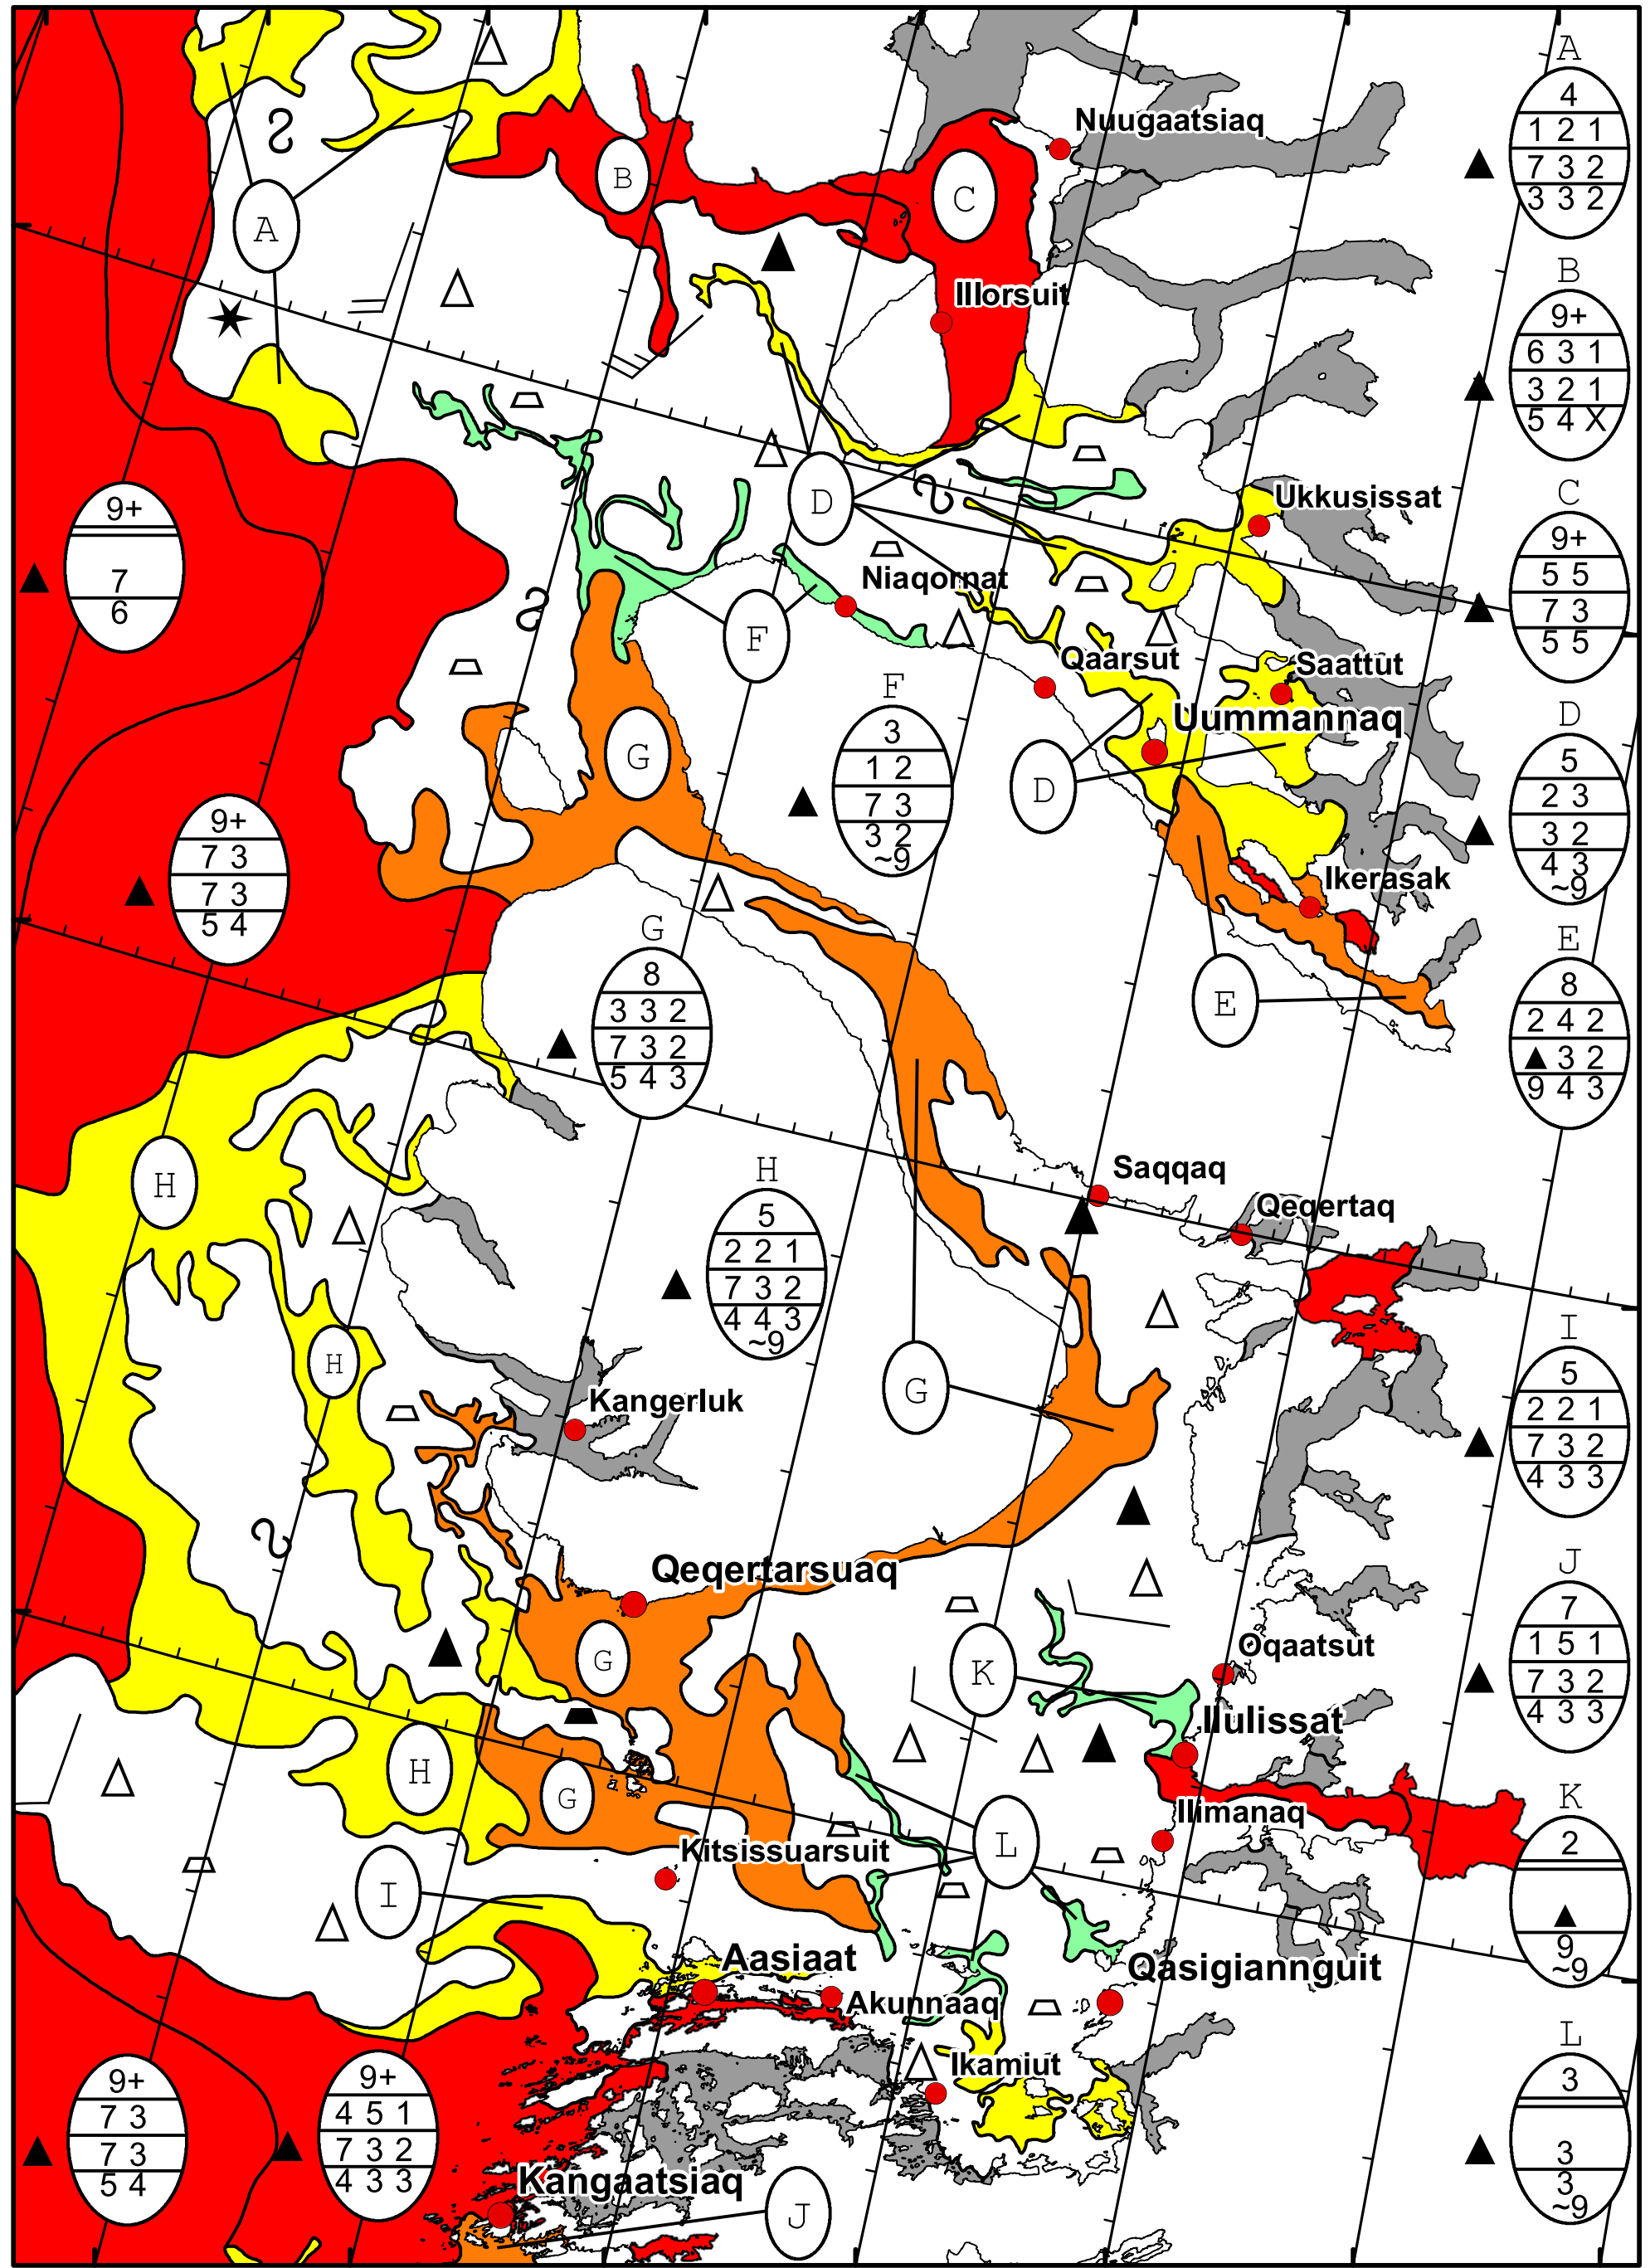 A
4
1 2 1
7 3 2
3 3 2
Nuugaatsiaq
B
C
A
B
9+
6 3 1
3 2 1
5 4 X
Illorsuit
9+
7
6
D
Ukkusissat
C
9+
5 5
7 3
5 5
Niaqornat
F
Qaarsut
Saattut
Uummannaq
F
3
1 2
7 3
3 2
~9
G
D
D
5
2 3
3 2
4 3
~9
9+
7 3
7 3
5 4
Ikerasak
G
8
3 3 2
7 3 2
5 4 3
E
E
8
2 4 2
3 2
9 4 3
H
H
5
2 2 1
7 3 2
4 4 3
~9
Saqqaq
Qeqertaq
H
G
I
5
2 2 1
7 3 2
4 3 3
Kangerluk
Qeqertarsuaq
J
7
1 5 1
7 3 2
4 3 3
G
K
Oqaatsut
Ilulissat
H
G
Ilimanaq
K
2
9
~9
Kitsissuarsuit
L
I
Aasiaat
Akunnaaq
Qasigiannguit
Ikamiut
L
3
3
3
~9
9+
7 3
7 3
5 4
9+
4 5 1
7 3 2
4 3 3
Kangaatsiaq
J